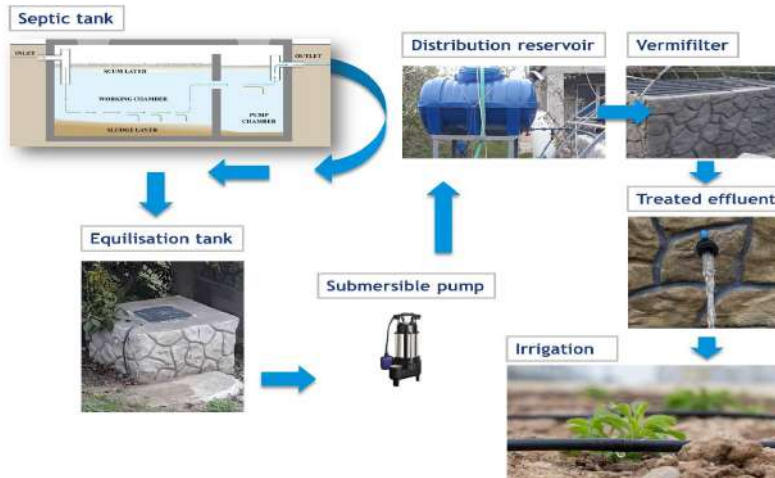 Septic tank
INLET
OUTLET
SCUM LAYER
WORKING CHAMBER
PUMP
CHAMBER
SLUDGE LAYER
Distribution reservoir
Vermifilter
Treated effluent
Equilisation tank
Submersible pump
Irrigation